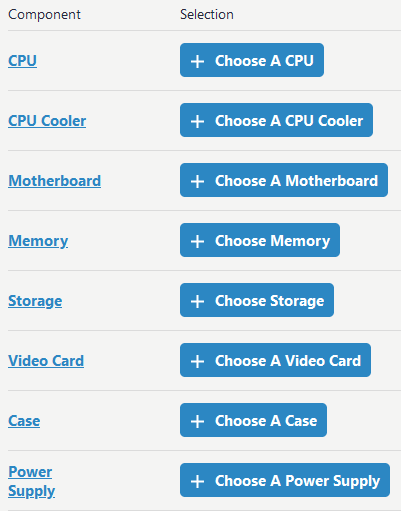 Component Selection
CPU + Choose A CPU
CPU Cooler + Choose A CPU Cooler
Motherboard + Choose A Motherboard
Memory + Choose Memory
Storage + Choose Storage
Video Card + Choose A Video Card
Case + Choose A Case
Power
Supply + Choose A Power Supply